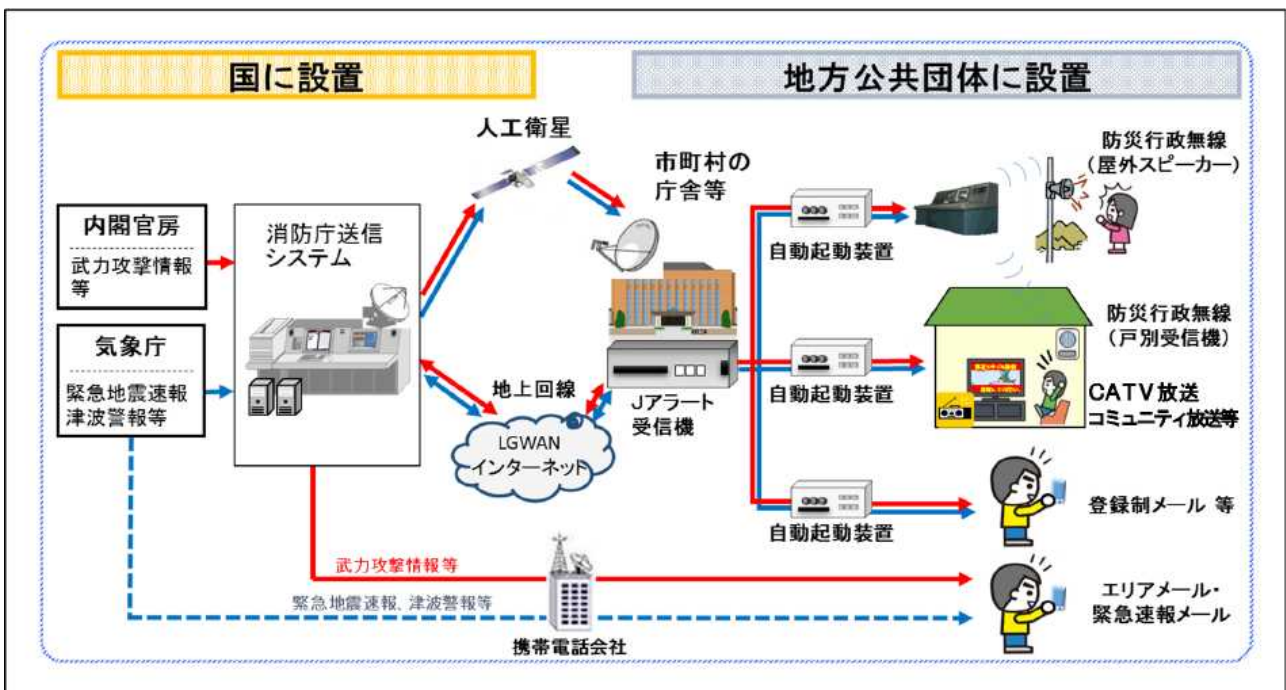 国に設置
地方公共団体に設置
人工衛星
市町村の
庁舎等
防災行政無線
(屋外スピーカー)
内閣官房
武力攻撃情報
等
消防庁送信
システム
自動起動装置
気象庁
緊急地震速報
津波警報等
地上回線
LGWAN
インターネット
Jアラート
受信機
自動起動装置
防災行政無線
(戸別受信機)
CATV放送
コミュニティ放送等
自動起動装置
登録制メール 等
武力攻撃情報等
緊急地震速報、津波警報等
携帯電話会社
エリアメール・
緊急速報メール